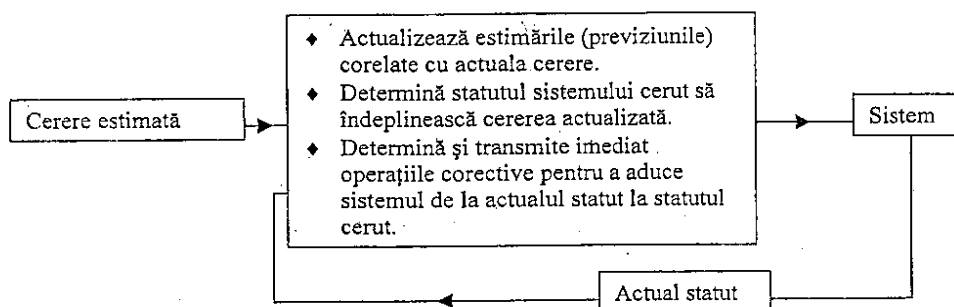 ♦ Actualizează estimările (previziunile)
corelate cu actuala cerere.
♦ Determină statutul sistemului cerut să
îndeplinească cererea actualizată.
♦ Determină şi transmite imediat
operaţiile corective pentru a aduce
sistemul de la actualul statut la statutul
cerut.
Cerere estimată
Sistem
Actual statut